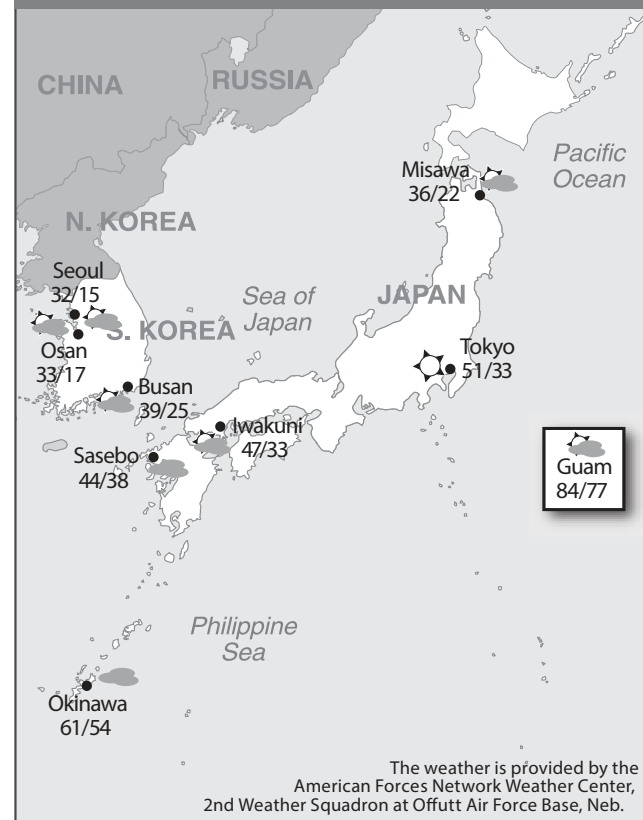 CHINA
RUSSIA
Pacific
Ocean
Misawa
36/22
N. KOREA
Seoul
32/15
Sea of
Japan
JAPAN
S. KOREA
Osan
33/17
Tokyo
51/33
Busan
39/25
Iwakuni
47/33
Sasebo
44/38
Guam
84/77
Philippine
Sea
Okinawa
61/54
The weather is provided by the
American Forces Network Weather Center,
2nd Weather Squadron at Offutt Air Force Base, Neb.